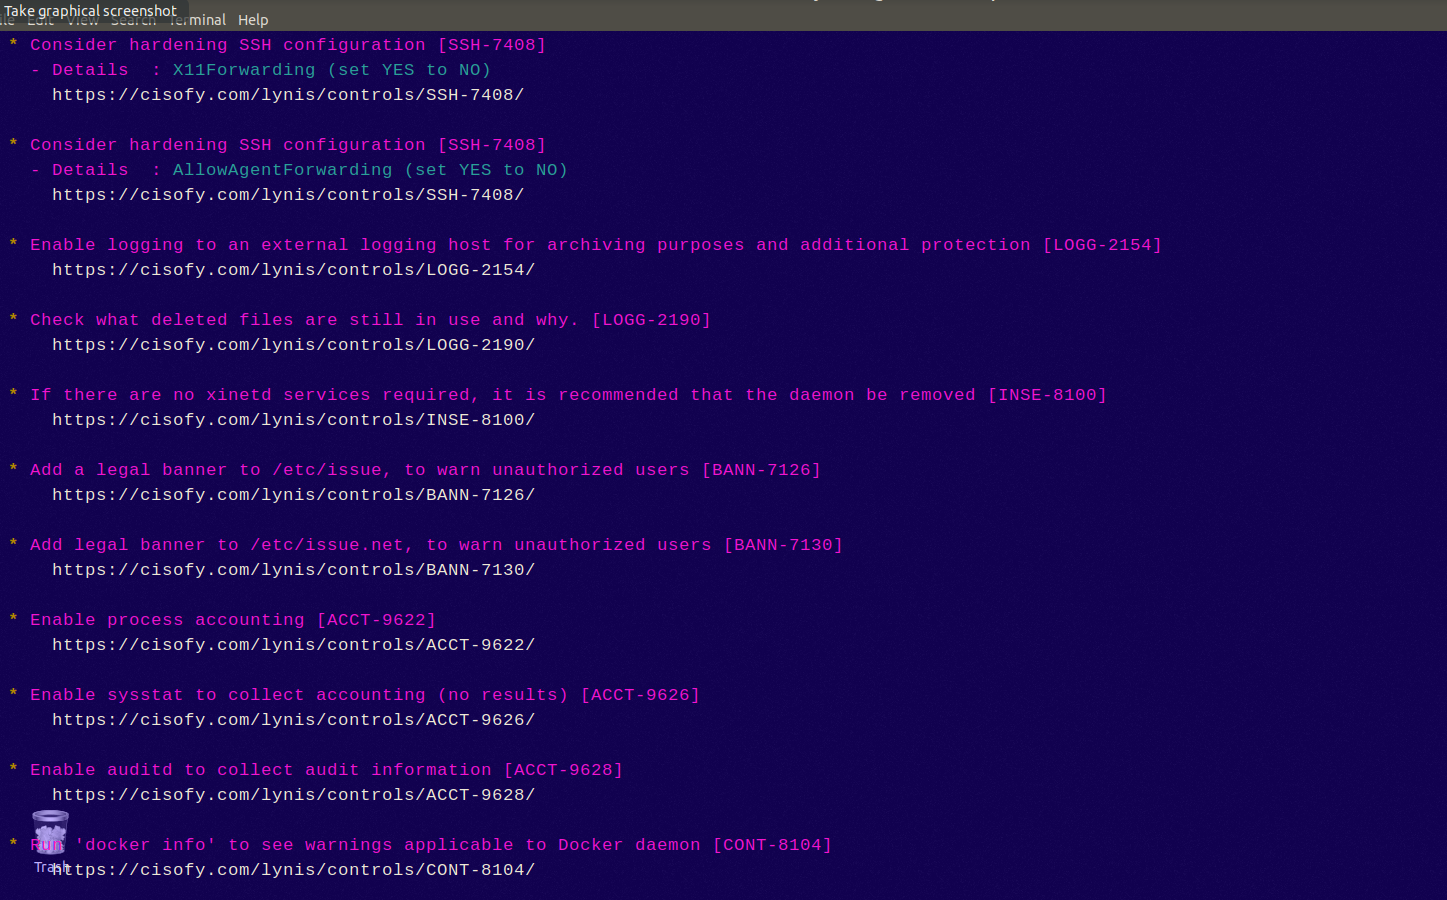 Take graphical screenshot
Edit View Search Terminal Help
* Consider hardening SSH configuration [SSH-7408]
- Details : X11Forwarding (set YES to NO)
https://cisofy.com/lynis/controls/SSH-7408/
* Consider hardening SSH configuration [SSH-7408]
- Details : AllowAgentForwarding (set YES to NO)
https://cisofy.com/lynis/controls/SSH-7408/
* Enable logging to an external logging host for archiving purposes and additional protection [LOGG-2154]
https://cisofy.com/lynis/controls/LOGG-2154/
* Check what deleted files are still in use and why. [LOGG-2190]
https://cisofy.com/lynis/controls/LOGG-2190/
* If there are no xinetd services required, it is recommended that the daemon be removed [INSE-8100]
https://cisofy.com/lynis/controls/INSE-8100/
* Add a legal banner to /etc/issue, to warn unauthorized users [BANN-7126]
https://cisofy.com/lynis/controls/BANN-7126/
* Add legal banner to /etc/issue.net, to warn unauthorized users [BANN-7130]
https://cisofy.com/lynis/controls/BANN-7130/
* Enable process accounting [ACCT-9622]
https://cisofy.com/lynis/controls/ACCT-9622/
* Enable sysstat to collect accounting (no results) [ACCT-9626]
https://cisofy.com/lynis/controls/ACCT-9626/
* Enable auditd to collect audit information [ACCT-9628]
https://cisofy.com/lynis/controls/ACCT-9628/
* Run 'docker info' to see warnings applicable to Docker daemon [CONT-8104]
Trash
https://cisofy.com/lynis/controls/CONT-8104/